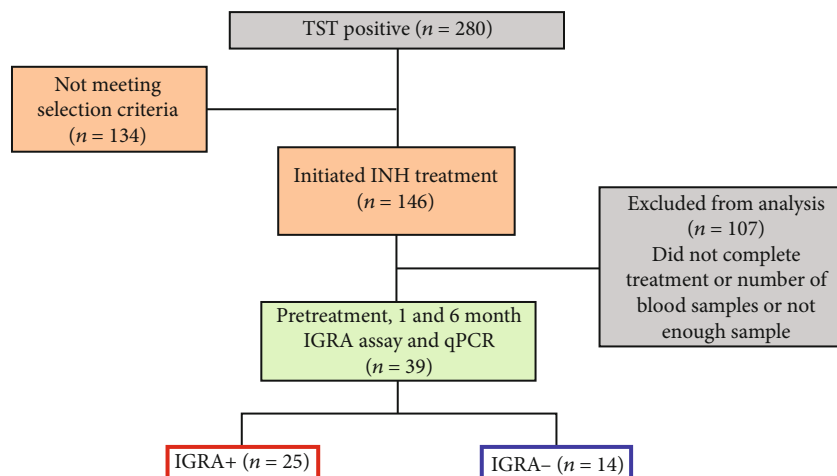 TST positive (n = 280)
Not meeting
selection criteria
(n = 134)
Initiated INH treatment
(n = 146)
Excluded from analysis
(n = 107)
Did not complete
treatment or number of
blood samples or not
enough sample
Pretreatment, 1 and 6 month
IGRA assay and qPCR
(n = 39)
IGRA+ (n = 25)
IGRA– (n = 14)